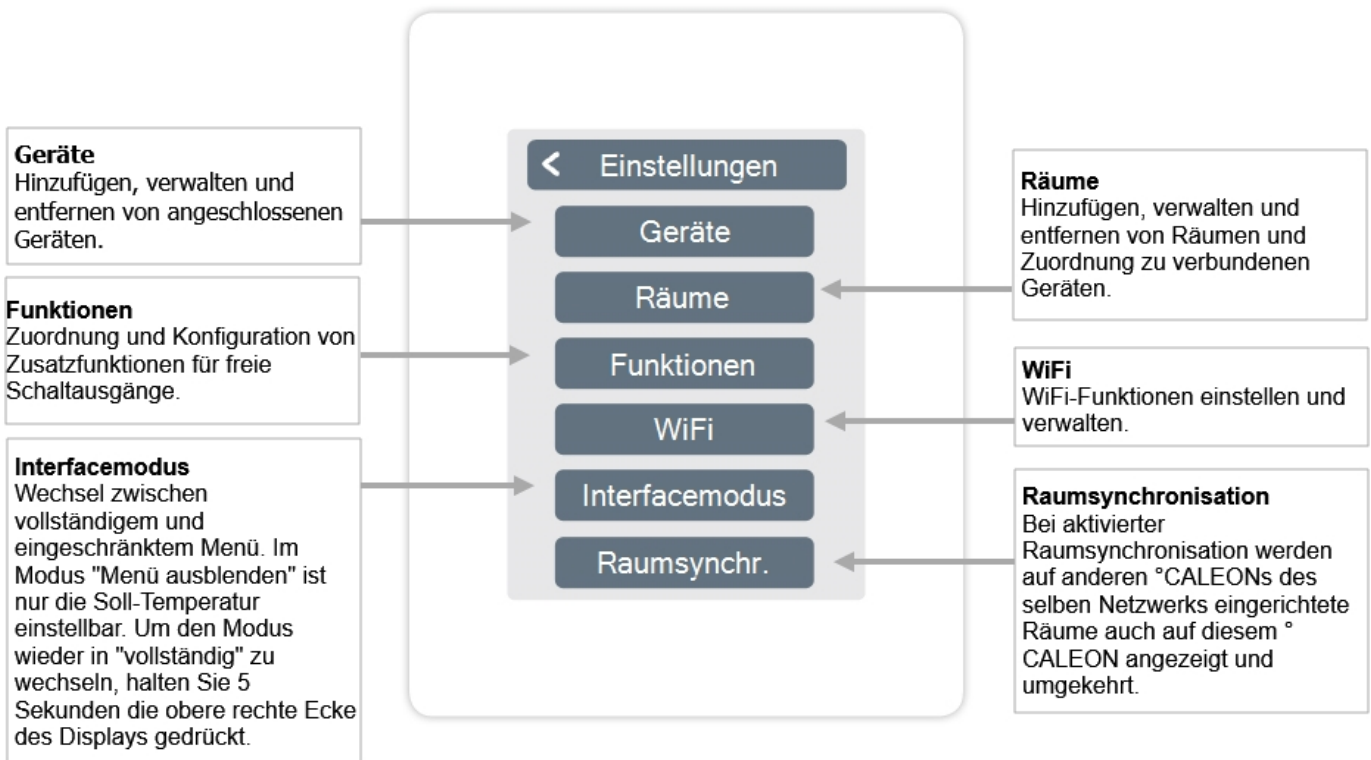 Geräte
Hinzufügen, verwalten und
entfernen von angeschlossenen
Geräten.
Funktionen
Zuordnung und Konfiguration von
Zusatzfunktionen für freie
Schaltausgänge.
Interfacemodus
Wechsel zwischen
vollständigem und
eingeschränktem Menü. Im
Modus "Menü ausblenden" ist
nur die Soll-Temperatur
einstellbar. Um den Modus
wieder in "vollständig" zu
wechseln, halten Sie 5
Sekunden die obere rechte Ecke
des Displays gedrückt.
< Einstellungen
Geräte
Räume
Funktionen
WiFi
Interfacemodus
Raumsynchr.
Räume
Hinzufügen, verwalten und
entfernen von Räumen und
Zuordnung zu verbundenen
Geräten.
WiFi
WiFi-Funktionen einstellen und
verwalten.
Raumsynchronisation
Bei aktivierter
Raumsynchronisation werden
auf anderen °CALEONs des
selben Netzwerks eingerichtete
Räume auch auf diesem °
CALEON angezeigt und
umgekehrt.